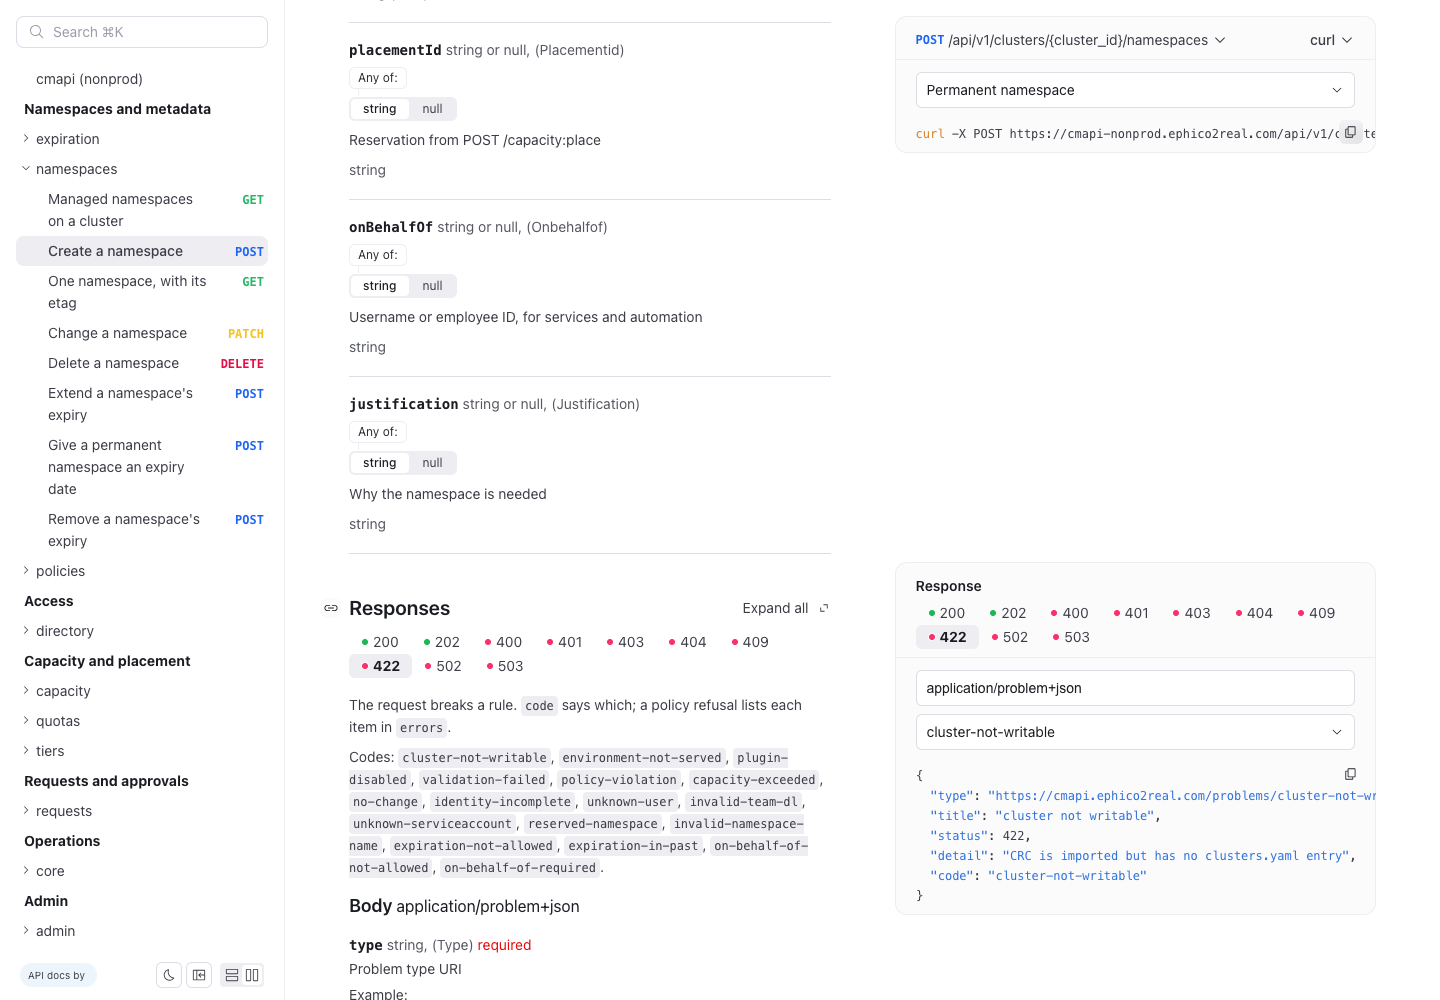 Search ⌘K
cmapi (nonprod)
Namespaces and metadata
expiration
namespaces
Managed namespaces
on a cluster
GET
Create a namespace
POST
One namespace, with its
etag
GET
Change a namespace
PATCH
Delete a namespace
DELETE
Extend a namespace's
expiry
POST
Give a permanent
namespace an expiry
date
POST
Remove a namespace's
expiry
POST
policies
Access
directory
Capacity and placement
capacity
quotas
tiers
Requests and approvals
requests
Operations
core
Admin
admin
API docs by
placementId string or null, (Placementid)
Any of:
string null
Reservation from POST /capacity:place
string
onBehalfOf string or null, (Onbehalfof)
Any of:
string null
Username or employee ID, for services and automation
string
justification string or null, (Justification)
Any of:
string null
Why the namespace is needed
string
Responses
Expand all
200 202 400 401 403 404 409
422 502 503
The request breaks a rule. code says which; a policy refusal lists each
item in errors.
Codes: cluster-not-writable, environment-not-served, plugin-
disabled, validation-failed, policy-violation, capacity-exceeded,
no-change, identity-incomplete, unknown-user, invalid-team-dl,
unknown-serviceaccount, reserved-namespace, invalid-namespace-
name, expiration-not-allowed, expiration-in-past, on-behalf-of-
not-allowed, on-behalf-of-required.
Body application/problem+json
type string, (Type) required
Problem type URI
Example:
POST /api/v1/clusters/{cluster_id}/namespaces
curl
Permanent namespace
curl -X POST https://cmapi-nonprod.ephico2real.com/api/v1/
Response
200 202 400 401 403 404 409
422 502 503
application/problem+json
cluster-not-writable
{
"type": "https://cmapi.ephico2real.com/problems/cluster-not-wr
"title": "cluster not writable",
"status": 422,
"detail": "CRC is imported but has no clusters.yaml entry",
"code": "cluster-not-writable"
}